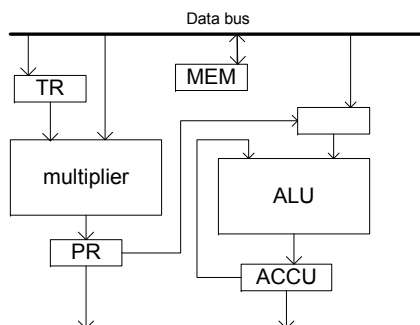 Data bus
TR
MEM
multiplier
ALU
PR
ACCU